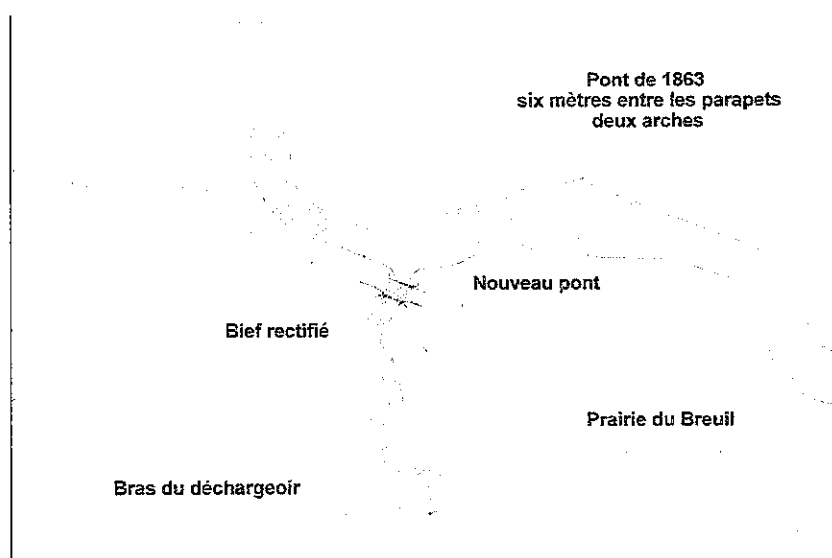 Pont de 1863
six mètres entre les parapets
deux arches
Nouveau pont
Bief rectifié
Prairie du Breuil
Bras du déchargeoir